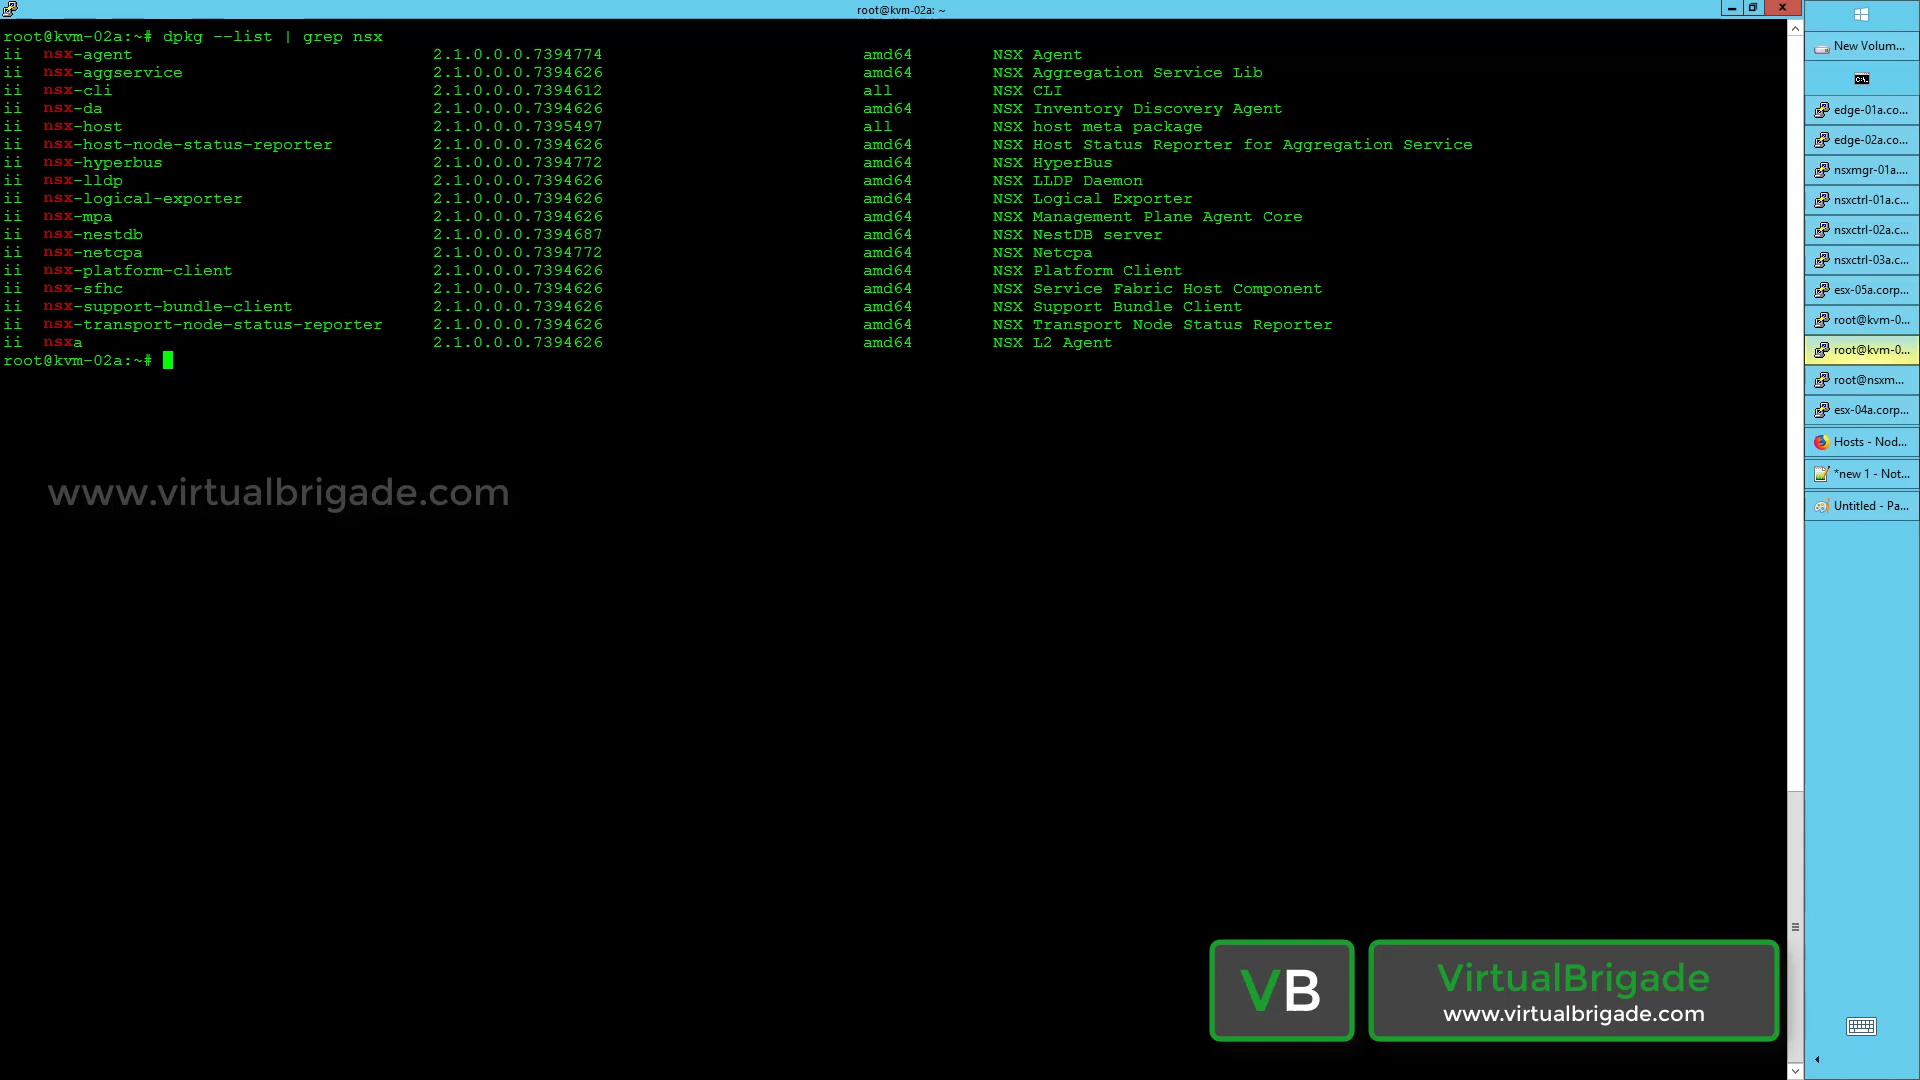 root@kvm-02a: ~
root@kvm-02a:~# dpkg --list | grep nsx
ii nsx-agent 2.1.0.0.0.7394774 amd64 NSX Agent
ii nsx-aggservice 2.1.0.0.0.7394626 amd64 NSX Aggregation Service Lib
ii nsx-cli 2.1.0.0.0.7394612 all NSX CLI
ii nsx-da 2.1.0.0.0.7394626 amd64 NSX Inventory Discovery Agent
ii nsx-host 2.1.0.0.0.7395497 all NSX host meta package
ii nsx-host-node-status-reporter 2.1.0.0.0.7394626 amd64 NSX Host Status Reporter for Aggregation Service
ii nsx-hyperbus 2.1.0.0.0.7394772 amd64 NSX HyperBus
ii nsx-lldp 2.1.0.0.0.7394626 amd64 NSX LLDP Daemon
ii nsx-logical-exporter 2.1.0.0.0.7394626 amd64 NSX Logical Exporter
ii nsx-mpa 2.1.0.0.0.7394626 amd64 NSX Management Plane Agent Core
ii nsx-nestdb 2.1.0.0.0.7394687 amd64 NSX NestDB server
ii nsx-netcpa 2.1.0.0.0.7394772 amd64 NSX Netcpa
ii nsx-platform-client 2.1.0.0.0.7394626 amd64 NSX Platform Client
ii nsx-sfhc 2.1.0.0.0.7394626 amd64 NSX Service Fabric Host Component
ii nsx-support-bundle-client 2.1.0.0.0.7394626 amd64 NSX Support Bundle Client
ii nsx-transport-node-status-reporter 2.1.0.0.0.7394626 amd64 NSX Transport Node Status Reporter
ii nsxa 2.1.0.0.0.7394626 amd64 NSX L2 Agent
root@kvm-02a:~#
www.virtualbrigade.com
VB
VirtualBrigade
www.virtualbrigade.com
New Volum...
C:\.
edge-01a.co...
edge-02a.co...
nsxmgr-01a....
nsxctrl-01a.c...
nsxctrl-02a.c...
nsxctrl-03a.c...
esx-05a.corp...
root@kvm-0...
root@kvm-0...
root@nsxm...
esx-04a.corp...
Hosts - Nod...
*new 1 - Not...
Untitled - Pa...